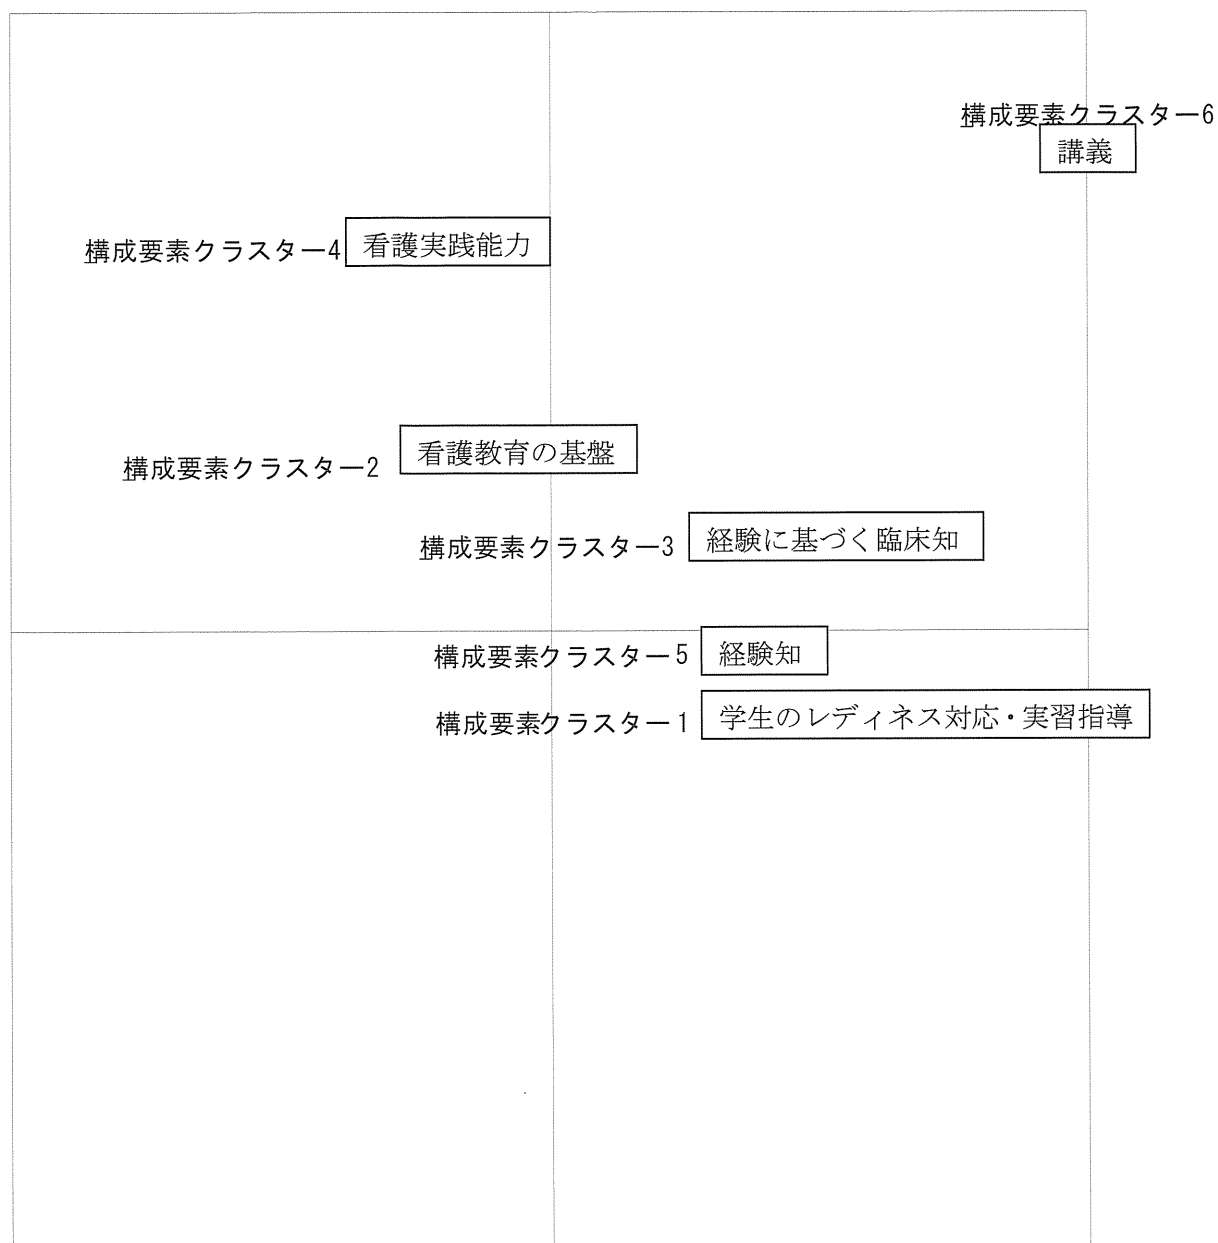 構成要素クラスター6
講義
構成要素クラスター4 看護実践能力
構成要素クラスター2 看護教育の基盤
構成要素クラスター3 経験に基づく臨床知
構成要素クラスター5 経験知
構成要素クラスター1 学生のレディネス対応・実習指導